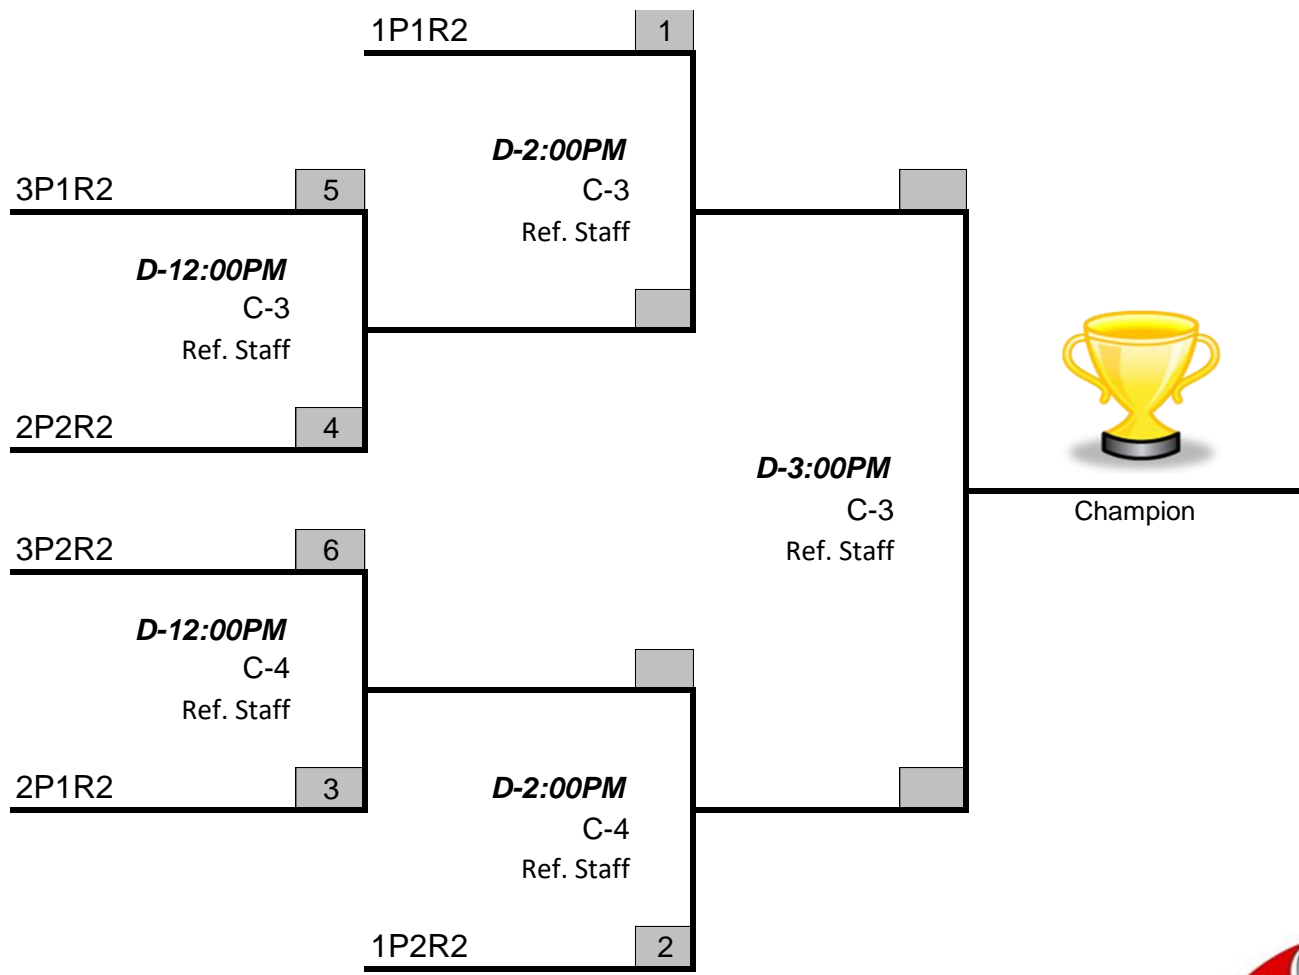 1P1R2 1
D-2:00PM
C-3
Ref. Staff
3P1R2 5
D-12:00PM
C-3
Ref. Staff
2P2R2 4
D-3:00PM
C-3
Ref. Staff
Champion
3P2R2 6
D-12:00PM
C-4
Ref. Staff
2P1R2 3
D-2:00PM
C-4
Ref. Staff
1P2R2 2